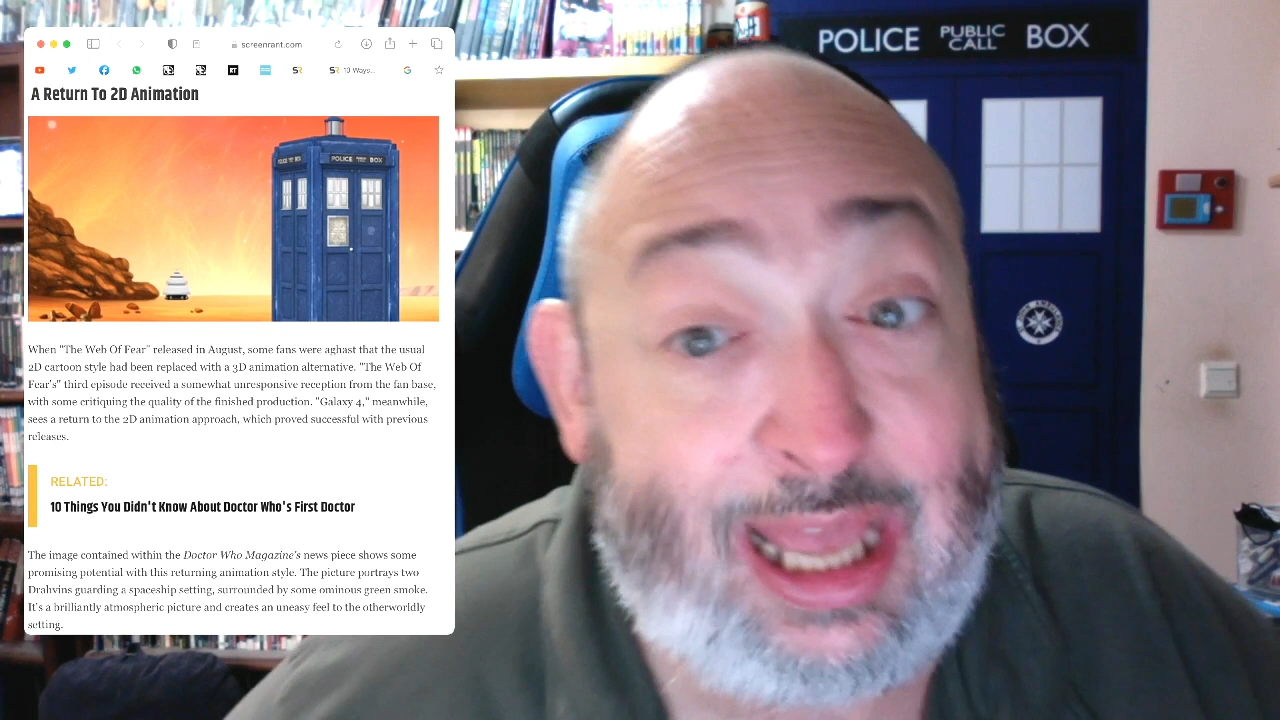 screenrant.com
SR
SR 10 Ways...
A Return To 2D Animation
POLICE PUBLIC BOX
When "The Web Of Fear" released in August, some fans were aghast that the usual
2D cartoon style had been replaced with a 3D animation alternative. "The Web Of
Fear's" third episode received a somewhat unresponsive reception from the fan base,
with some critiquing the quality of the finished production. "Galaxy 4," meanwhile,
sees a return to the 2D animation approach, which proved successful with previous
releases.
RELATED:
10 Things You Didn't Know About Doctor Who's First Doctor
The image contained within the Doctor Who Magazine's news piece shows some
promising potential with this returning animation style. The picture portrays two
Drahvins guarding a spaceship setting, surrounded by some ominous green smoke.
It's a brilliantly atmospheric picture and creates an uneasy feel to the otherworldly
setting.
POLICE PUBLIC CALL BOX